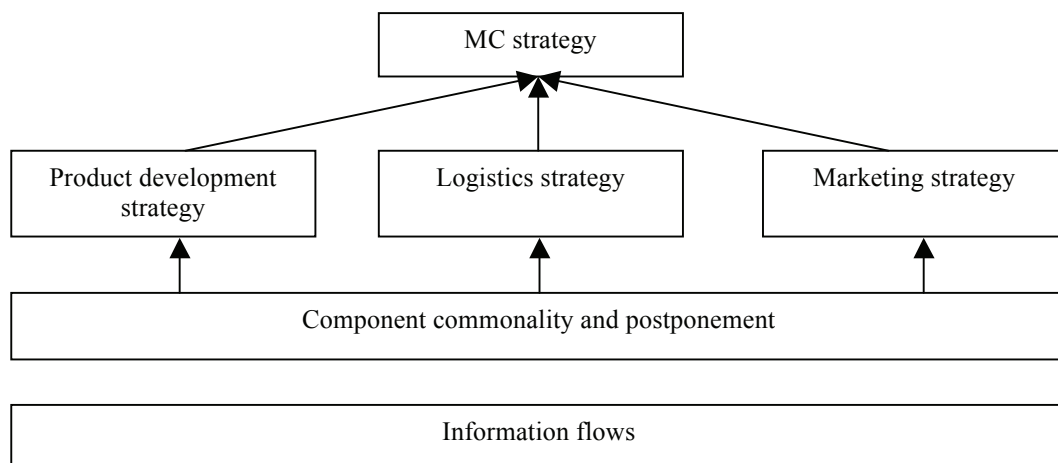 MC strategy
Product development
strategy
Logistics strategy
Marketing strategy
Component commonality and postponement
Information flows